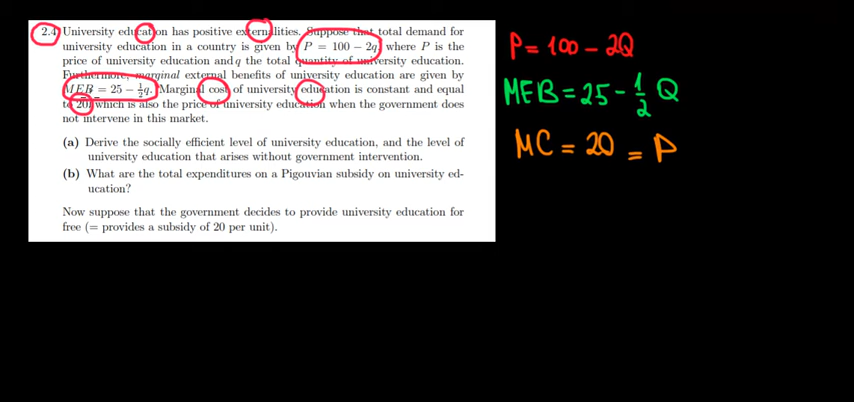 2.4 University education has positive externalities. Suppose that total demand for
university education in a country is given by P = 100 − 2q, where P is the
price of university education and q the total quantity of university education.
Furthermore, marginal external benefits of university education are given by
MEB = 25 − ½q. Marginal cost of university education is constant and equal
to 20, which is also the price of university education when the government does
not intervene in this market.
(a) Derive the socially efficient level of university education, and the level of
university education that arises without government intervention.
(b) What are the total expenditures on a Pigouvian subsidy on university ed-
ucation?
Now suppose that the government decides to provide university education for
free (= provides a subsidy of 20 per unit).
P = 100 − 2Q
MEB = 25 − ½ Q
MC = 20 = P